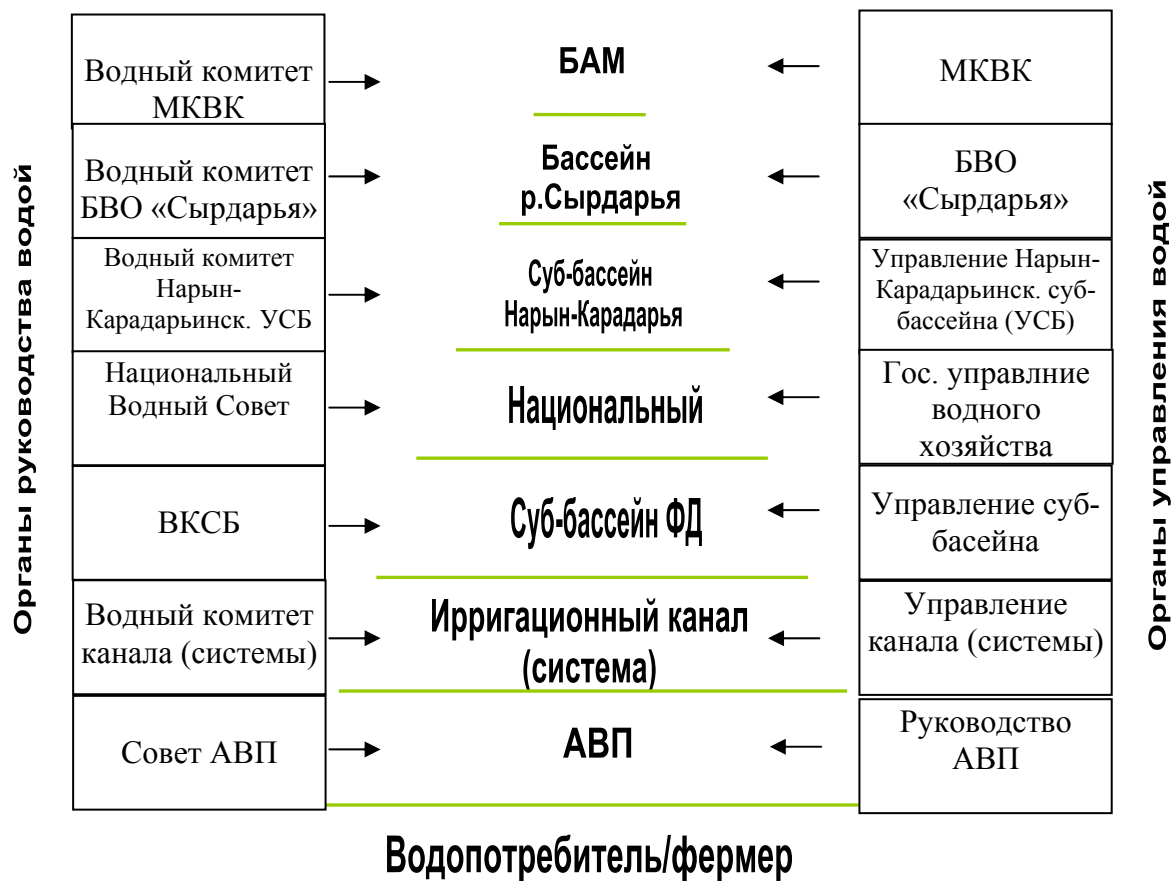 Органы руководства водой
Водный комитет
МКВК
БАМ
МКВК
Водный комитет
БВО «Сырдарья»
Бассейн
р.Сырдарья
БВО
«Сырдарья»
Водный комитет
Нарын-
Карадарьинск. УСБ
Суб-бассейн
Нарын-Карадарья
Управление Нарын-
Карадарьинск. суб-
бассейна (УСБ)
Национальный
Водный Совет
Национальный
Гос. управлние
водного
хозяйства
ВКСБ
Суб-бассейн ФД
Управление суб-
басейна
Водный комитет
канала (системы)
Ирригационный канал
(система)
Управление
канала (системы)
Совет АВП
АВП
Руководство
АВП
Органы управления водой
Водопотребитель/фермер